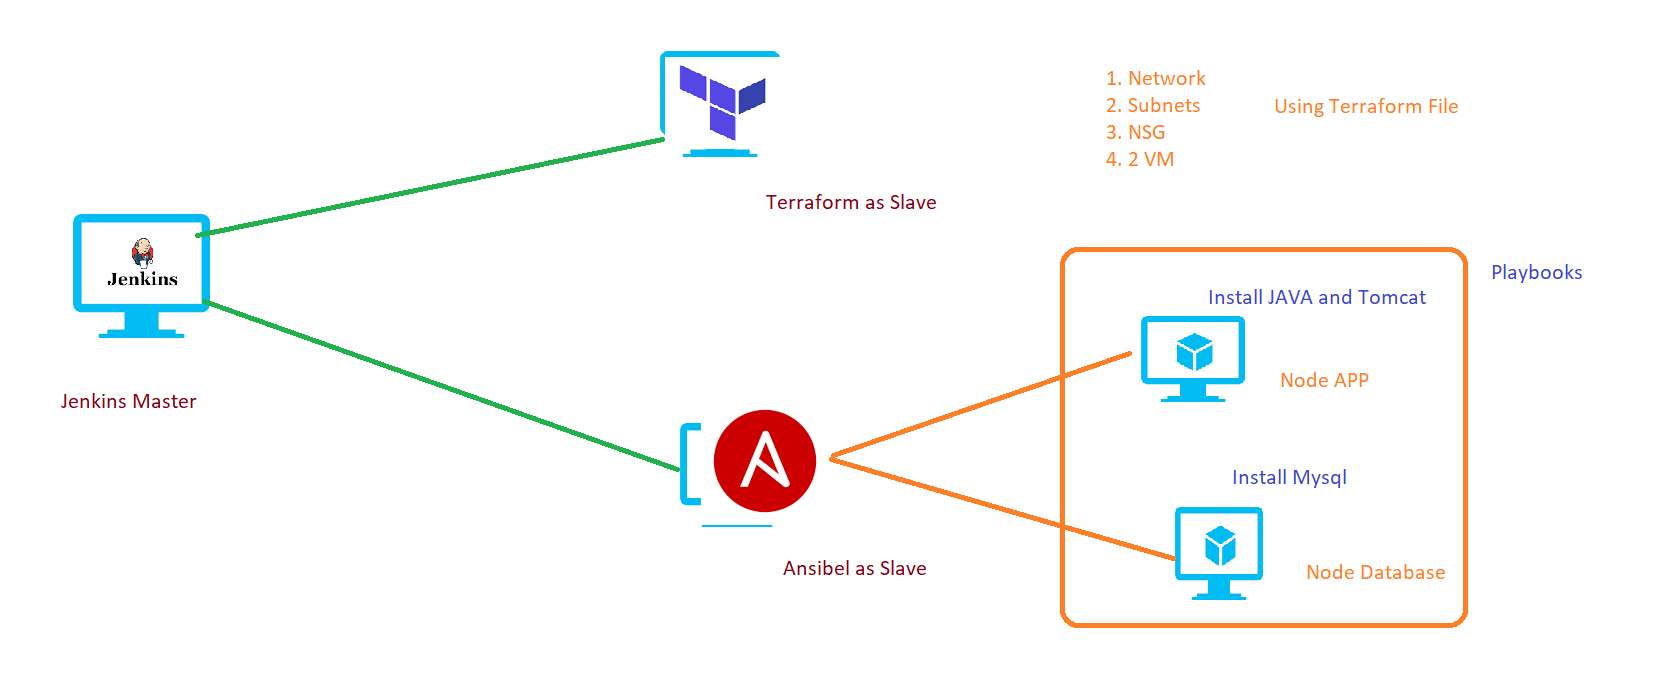 1. Network
2. Subnets
Using Terraform File
3. NSG
4. 2 VM
Terraform as Slave
Jenkins
Jenkins Master
Playbooks
Install JAVA and Tomcat
Node APP
Install Mysql
Node Database
Ansibel as Slave